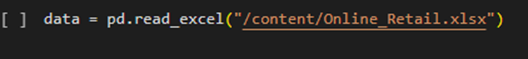 [ ] data = pd.read_excel("/content/Online_Retail.xlsx")